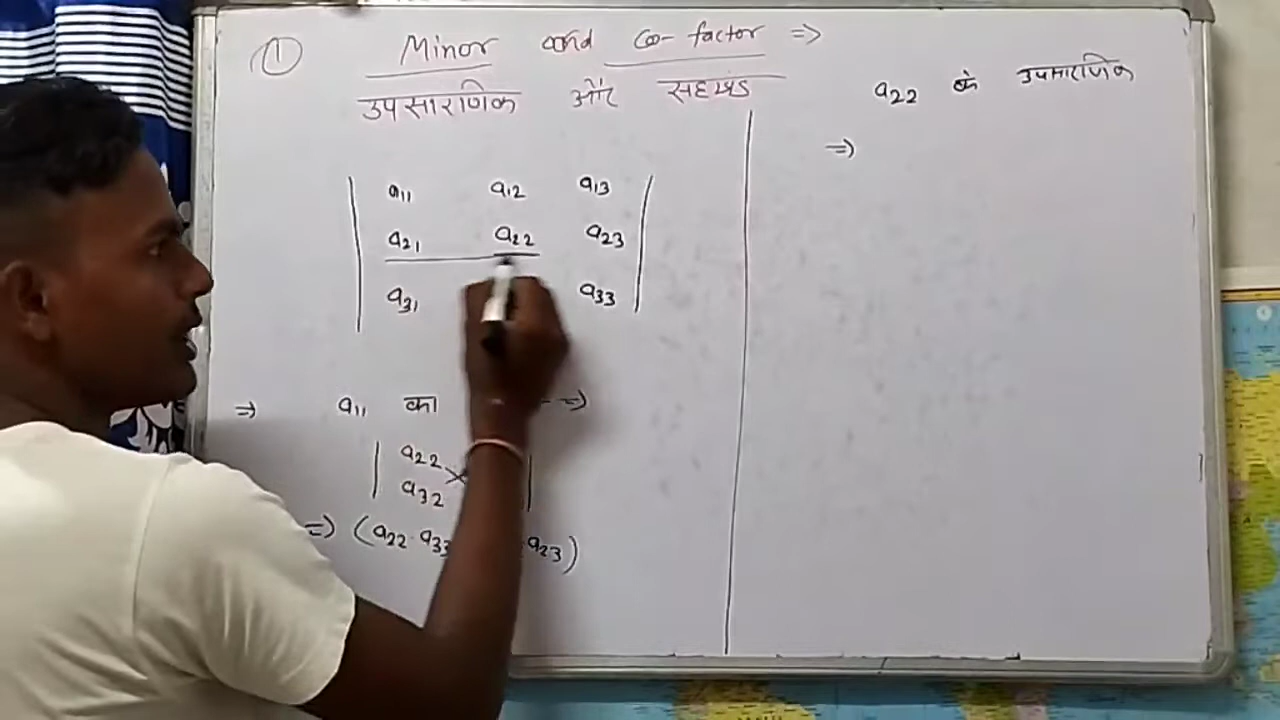 ① Minor and co-factor ⇒
उपसारणिक और सहखंड
a11 a12 a13
a21 a22 a23
a31 a33
⇒ a11 का ⇒
a22
a32
⇒ (a22 . a33 . a23)
a22 के उपसारणिक
⇒